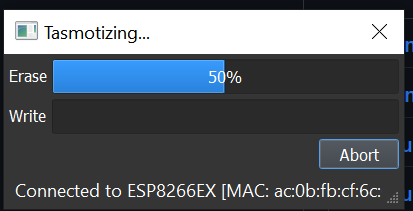 Tasmotizing...
Erase 50%
Write
Abort
Connected to ESP8266EX [MAC: ac:0b:fb:cf:6c: